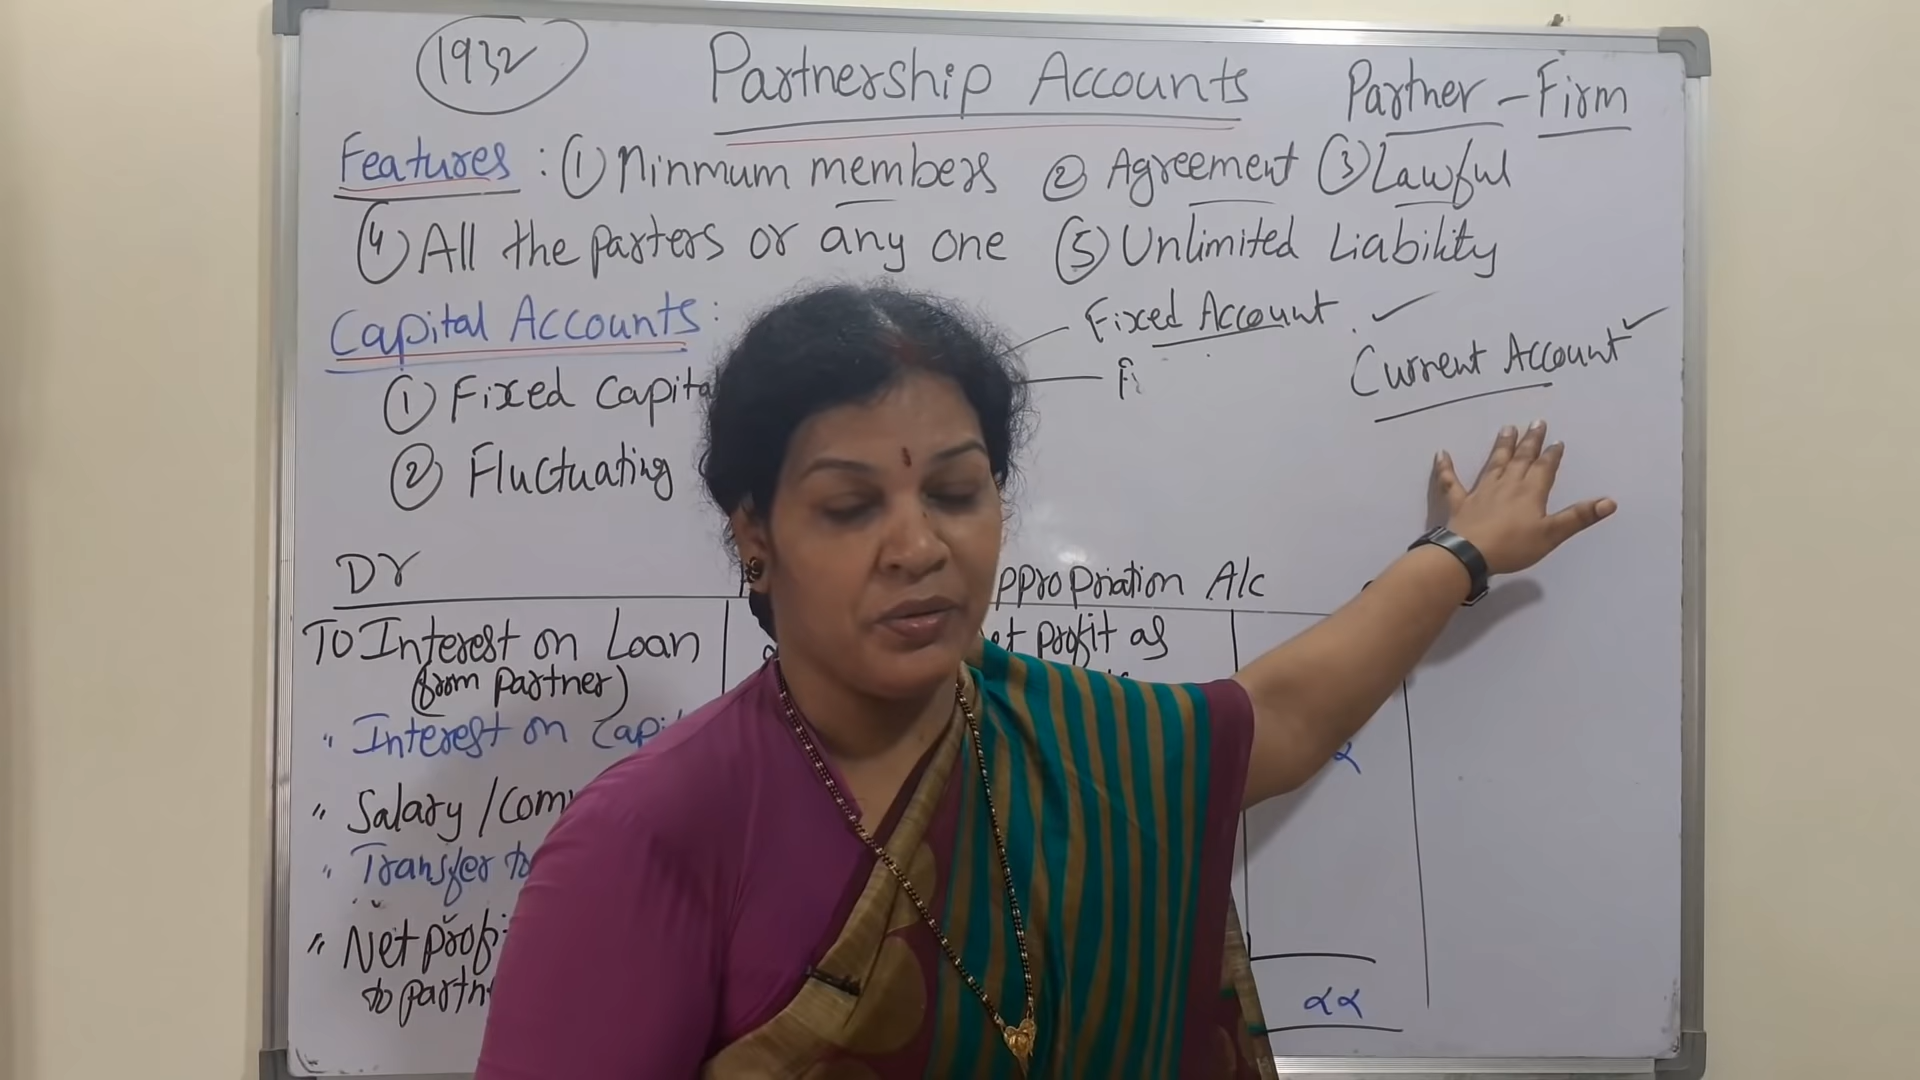 1932 Partnership Accounts Partner - Firm
Features : ① Minmum members ② Agreement ③ Lawful
④ All the parters or any one ⑤ Unlimited Liability
Capital Accounts :
Fixed Account
Current Account
① Fixed Capita
② Fluctuating
Dr ppropriation A/c
To Interest on Loan et profit as
(from partner)
" Interest on Capi
" Salary / Com
" Transfer to
" Net profi
to partn